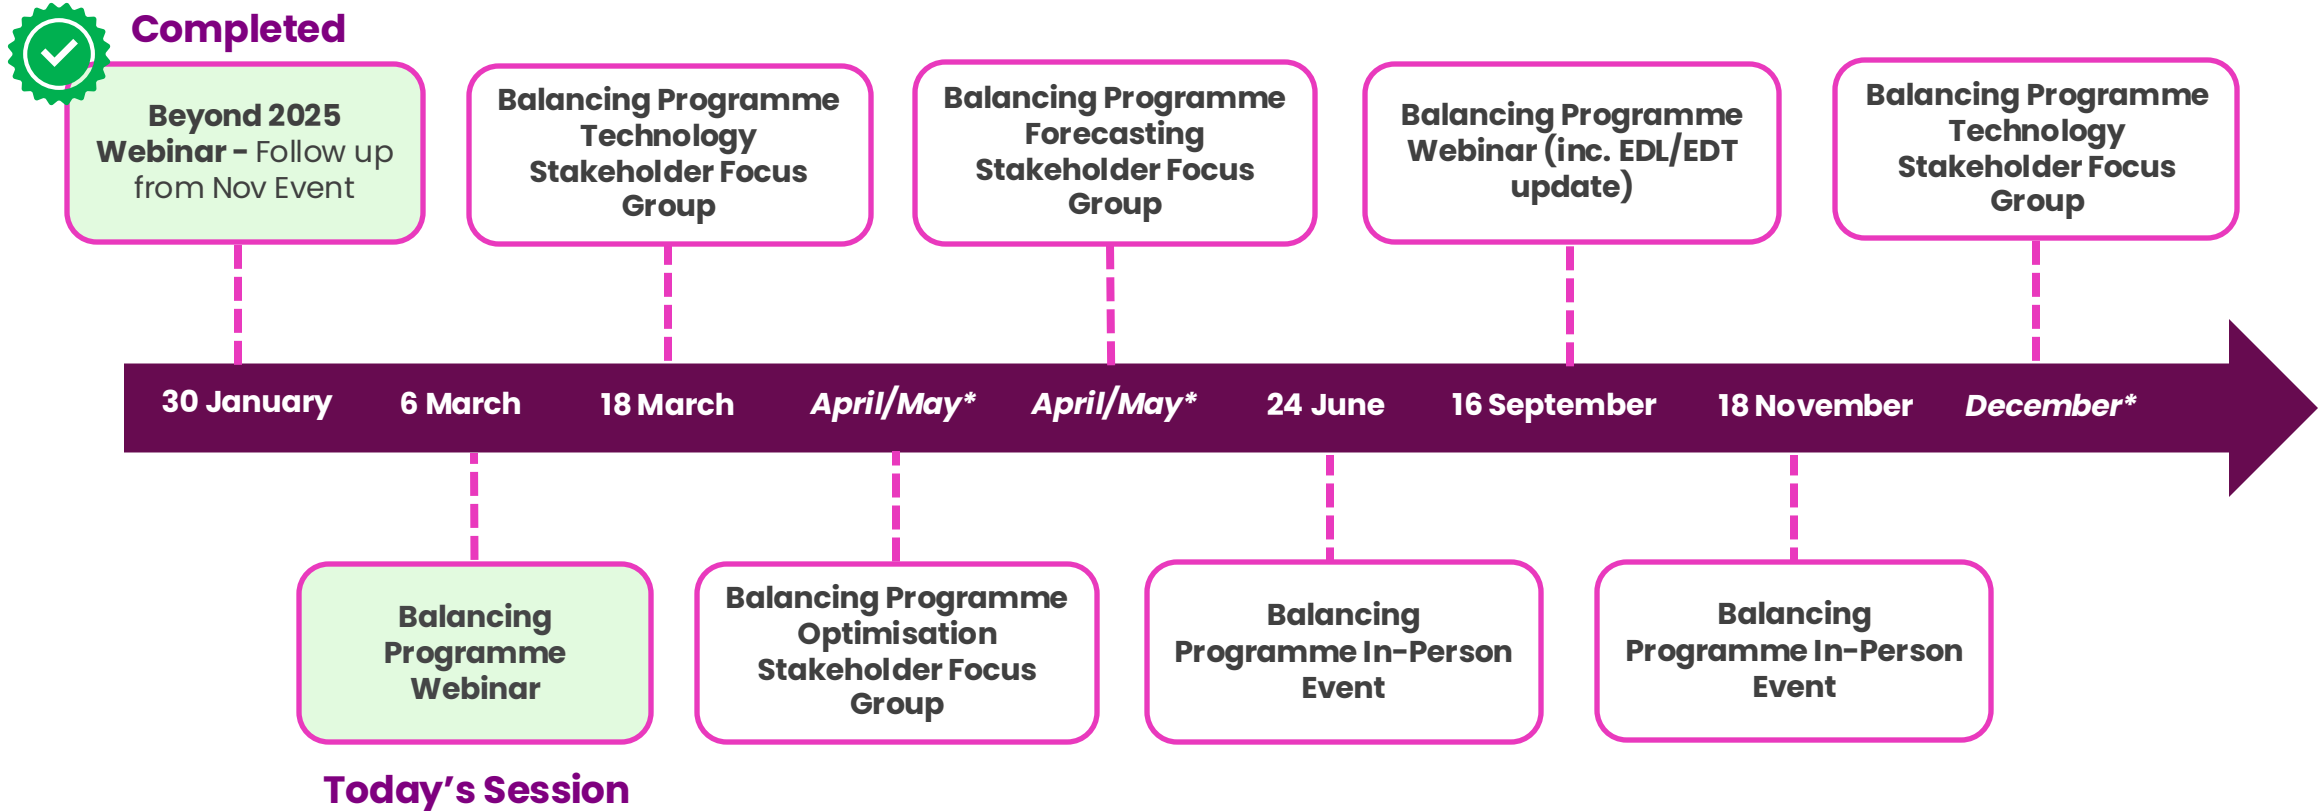 Completed
Beyond 2025
Webinar - Follow up
from Nov Event
Balancing Programme
Technology
Stakeholder Focus
Group
Balancing Programme
Forecasting
Stakeholder Focus
Group
Balancing Programme
Webinar (inc. EDL/EDT
update)
Balancing Programme
Technology
Stakeholder Focus
Group
30 January
6 March
18 March
April/May*
April/May*
24 June
16 September
18 November
December*
Balancing
Programme
Webinar
Balancing Programme
Optimisation
Stakeholder Focus
Group
Balancing
Programme In-Person
Event
Balancing
Programme In-Person
Event
Today's Session